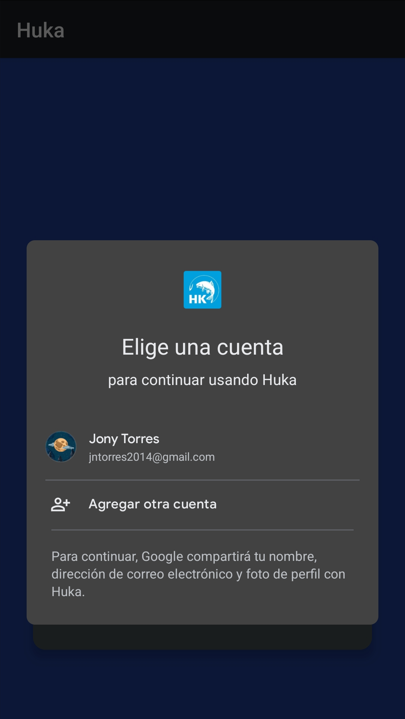 Huka
HK
Elige una cuenta
para continuar usando Huka
Jony Torres
jntorres2014@gmail.com
Agregar otra cuenta
Para continuar, Google compartirá tu nombre,
dirección de correo electrónico y foto de perfil con
Huka.